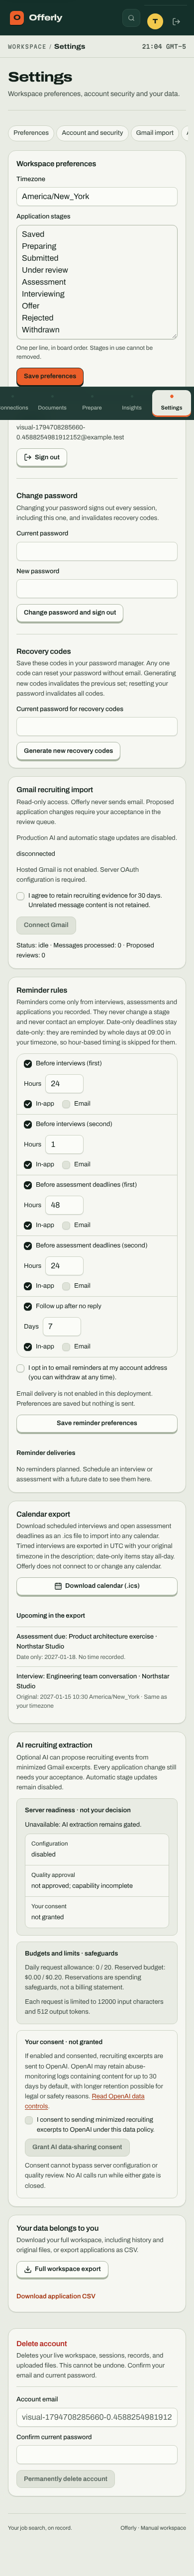 Offerly
T
WORKSPACE / Settings
21:04 GMT-5
Settings
Workspace preferences, account security and your data.
Preferences
Account and security
Gmail import
Workspace preferences
Timezone
America/New_York
Application stages
Saved
Preparing
Submitted
Under review
Assessment
Interviewing
Offer
Rejected
Withdrawn
One per line, in board order. Stages in use cannot be
removed.
Save preferences
onnections
Documents
Prepare
Insights
Settings
visual-1794708285660-
0.4588254981912152@example.test
Sign out
Change password
Changing your password signs out every session,
including this one, and invalidates recovery codes.
Current password
New password
Change password and sign out
Recovery codes
Save these codes in your password manager. Any one
code can reset your password without email. Generating
new codes invalidates the previous set; resetting your
password invalidates all codes.
Current password for recovery codes
Generate new recovery codes
Gmail recruiting import
Read-only access. Offerly never sends email. Proposed
application changes require your acceptance in the
review queue.
Production AI and automatic stage updates are disabled.
disconnected
Hosted Gmail is not enabled. Server OAuth
configuration is required.
I agree to retain recruiting evidence for 30 days.
Unrelated message content is not retained.
Connect Gmail
Status: idle · Messages processed: 0 · Proposed
reviews: 0
Reminder rules
Reminders come only from interviews, assessments and
applications you recorded. They never change a stage
and never contact an employer. Date-only deadlines stay
date-only: they are reminded by whole days at 09:00 in
your timezone, so hour-based timing is skipped for them.
Before interviews (first)
Hours 24
In-app Email
Before interviews (second)
Hours 1
In-app Email
Before assessment deadlines (first)
Hours 48
In-app Email
Before assessment deadlines (second)
Hours 24
In-app Email
Follow up after no reply
Days 7
In-app Email
I opt in to email reminders at my account address
(you can withdraw at any time).
Email delivery is not enabled in this deployment.
Preferences are saved but nothing is sent.
Save reminder preferences
Reminder deliveries
No reminders planned. Schedule an interview or
assessment with a future date to see them here.
Calendar export
Download scheduled interviews and open assessment
deadlines as an .ics file to import into any calendar.
Timed interviews are exported in UTC with your original
timezone in the description; date-only items stay all-day.
Offerly does not connect to or change any calendar.
Download calendar (.ics)
Upcoming in the export
Assessment due: Product architecture exercise ·
Northstar Studio
Date only: 2027-01-18. No time recorded.
Interview: Engineering team conversation · Northstar
Studio
Original: 2027-01-15 10:30 America/New_York · Same as
your timezone
AI recruiting extraction
Optional AI can propose recruiting events from
minimized Gmail excerpts. Every application change still
needs your acceptance. Automatic stage updates
remain disabled.
Server readiness · not your decision
Unavailable: AI extraction remains gated.
Configuration
disabled
Quality approval
not approved; capability incomplete
Your consent
not granted
Budgets and limits · safeguards
Daily request allowance: 0 / 20. Reserved budget:
$0.00 / $0.20. Reservations are spending
safeguards, not a billing statement.
Each request is limited to 12000 input characters
and 512 output tokens.
Your consent · not granted
If enabled and consented, recruiting excerpts are
sent to OpenAI. OpenAI may retain abuse-
monitoring logs containing content for up to 30
days by default, with longer retention possible for
legal or safety reasons. Read OpenAI data
controls.
I consent to sending minimized recruiting
excerpts to OpenAI under this data policy.
Grant AI data-sharing consent
Consent cannot bypass server configuration or
quality review. No AI calls run while either gate is
closed.
Your data belongs to you
Download your full workspace, including history and
original files, or export applications as CSV.
Full workspace export
Download application CSV
Delete account
Deletes your live workspace, sessions, records, and
uploaded files. This cannot be undone. Confirm your
email and current password.
Account email
visual-1794708285660-0.4588254981912
Confirm current password
Permanently delete account
Your job search, on record.
Offerly · Manual workspace